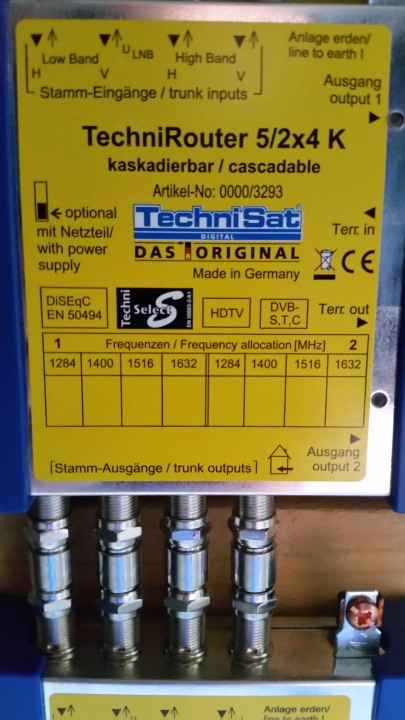 Low Band
U LNB
High Band
H
V
H
V
Stamm-Eingänge / trunk inputs
Anlage erden/
line to earth !
Ausgang
output 1
TechniRouter 5/2x4 K
kaskadierbar / cascadable
Artikel-No: 0000/3293
optional
mit Netzteil/
with power
supply
TechniSat
DIGITAL
DAS ORIGINAL
Made in Germany
Terr. in
DiSEqC
EN 50494
Techni
Select
S
HDTV
DVB-
S,T,C
Terr. out
1 Frequenzen / Frequency allocation [MHz] 2
1284 1400 1516 1632 1284 1400 1516 1632
Stamm-Ausgänge / trunk outputs
Ausgang
output 2
Anlage erden/
line to earth !